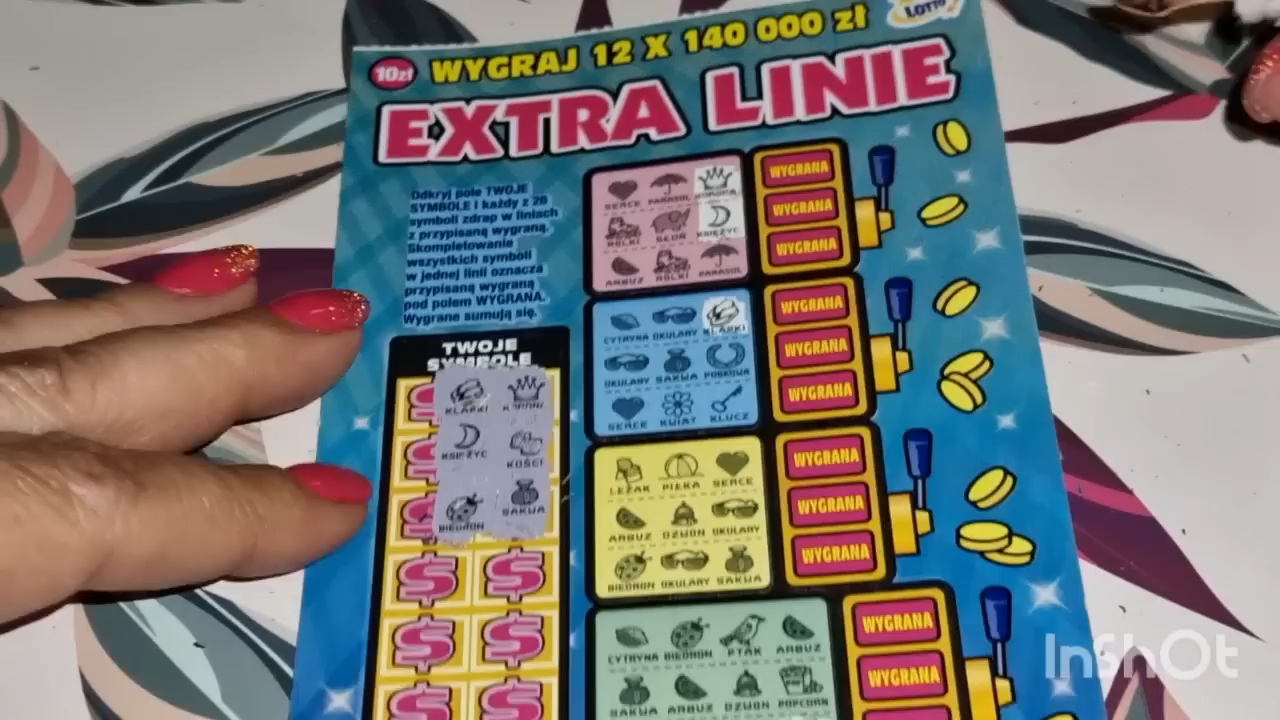 LOTTO
10zł WYGRAJ 12 X 140 000 zł
EXTRA LINIE
Odkryj pole TWOJE
SYMBOLE i każdy z 28
symboli zdrap w liniach
z przypisaną wygraną.
Skompletowanie
wszystkich symboli
w jednej linii oznacza
przypisaną wygraną
pod polem WYGRANA.
Wygrane sumują się.
TWOJE
SYMBOLE
KLAPKI
KSIĘŻYC KOŚCI
BIEDRON SAKWA
SERCE PARASOL KORONA
ROLKI SŁOŃ KSIĘŻYC
ARBUZ ROLKI PARASOL
WYGRANA
WYGRANA
WYGRANA
CYTRYNA OKULARY KLAPKI
OKULARY SAKWA PODKOWA
SERCE KWIAT KLUCZ
WYGRANA
WYGRANA
WYGRANA
LEŻAK PIŁKA SERCE
ARBUZ DZWON OKULARY
BIEDRON OKULARY SAKWA
WYGRANA
WYGRANA
WYGRANA
CYTRYNA BIEDRON PTAK ARBUZ
SAKWA ARBUZ DZWON POPCORN
WYGRANA
WYGRANA
InShOt